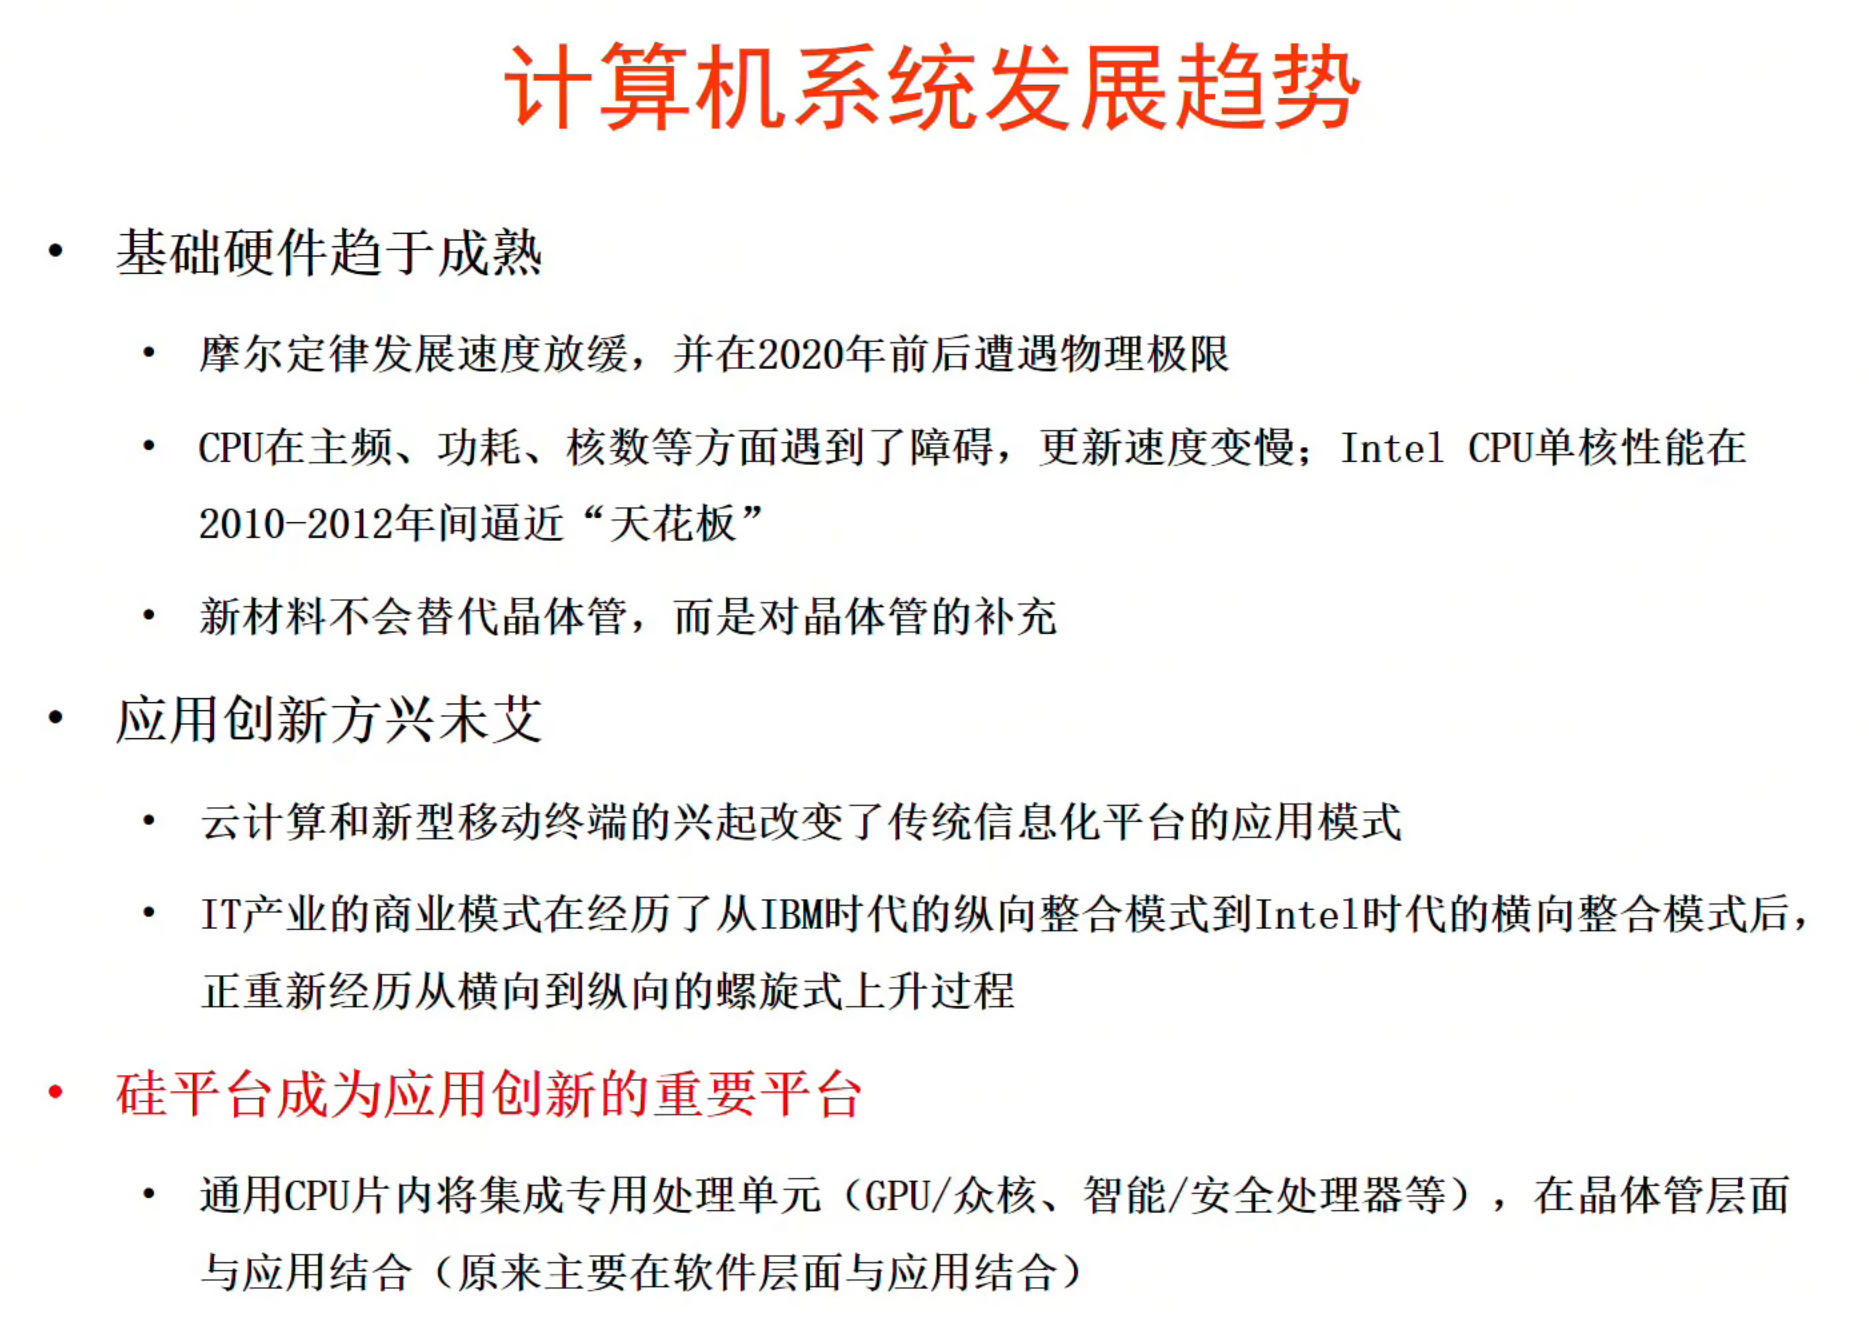 计算机系统发展趋势
• 基础硬件趋于成熟
• 摩尔定律发展速度放缓，并在2020年前后遭遇物理极限
• CPU在主频、功耗、核数等方面遇到了障碍，更新速度变慢；Intel CPU单核性能在
2010-2012年间逼近“天花板”
• 新材料不会替代晶体管，而是对晶体管的补充
• 应用创新方兴未艾
• 云计算和新型移动终端的兴起改变了传统信息化平台的应用模式
• IT产业的商业模式在经历了从IBM时代的纵向整合模式到Intel时代的横向整合模式后，
正重新经历从横向到纵向的螺旋式上升过程
• 硅平台成为应用创新的重要平台
• 通用CPU片内将集成专用处理单元（GPU/众核、智能/安全处理器等），在晶体管层面
与应用结合（原来主要在软件层面与应用结合）